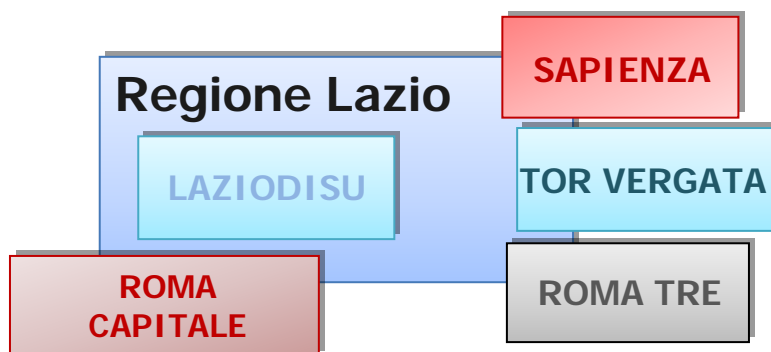 SAPIENZA
Regione Lazio
LAZIODISU
TOR VERGATA
ROMA
CAPITALE
ROMA TRE